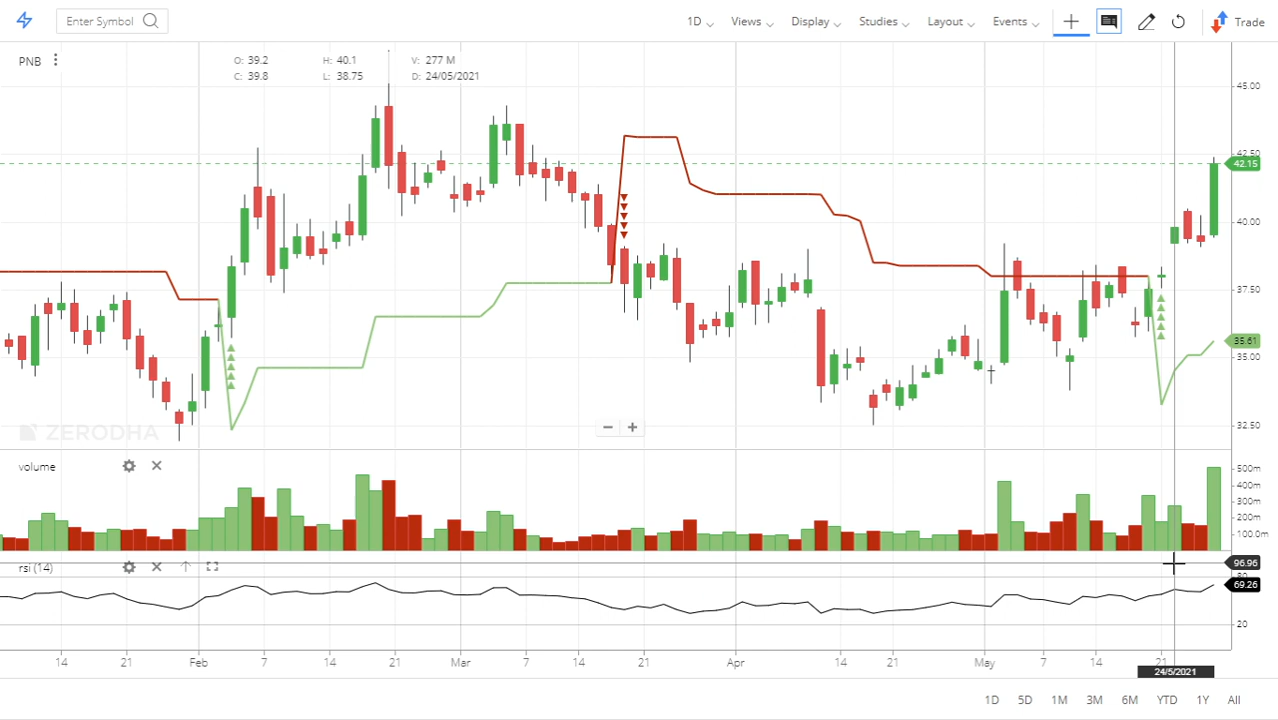 Enter Symbol 1D Views Display Studies Layout Events Trade
PNB
O: 39.2 H: 40.1 V: 277 M
C: 39.8 L: 38.75 D: 24/05/2021
45.00
42.50
42.15
40.00
37.50
35.61
35.00
32.50
ZERODHA
volume
500m
400m
300m
200m
100.0m
rsi (14)
96.96
80
69.26
20
14 21 Feb 7 14 21 Mar 7 14 21 Apr 14 21 May 7 14 21
24/5/2021
1D 5D 1M 3M 6M YTD 1Y All